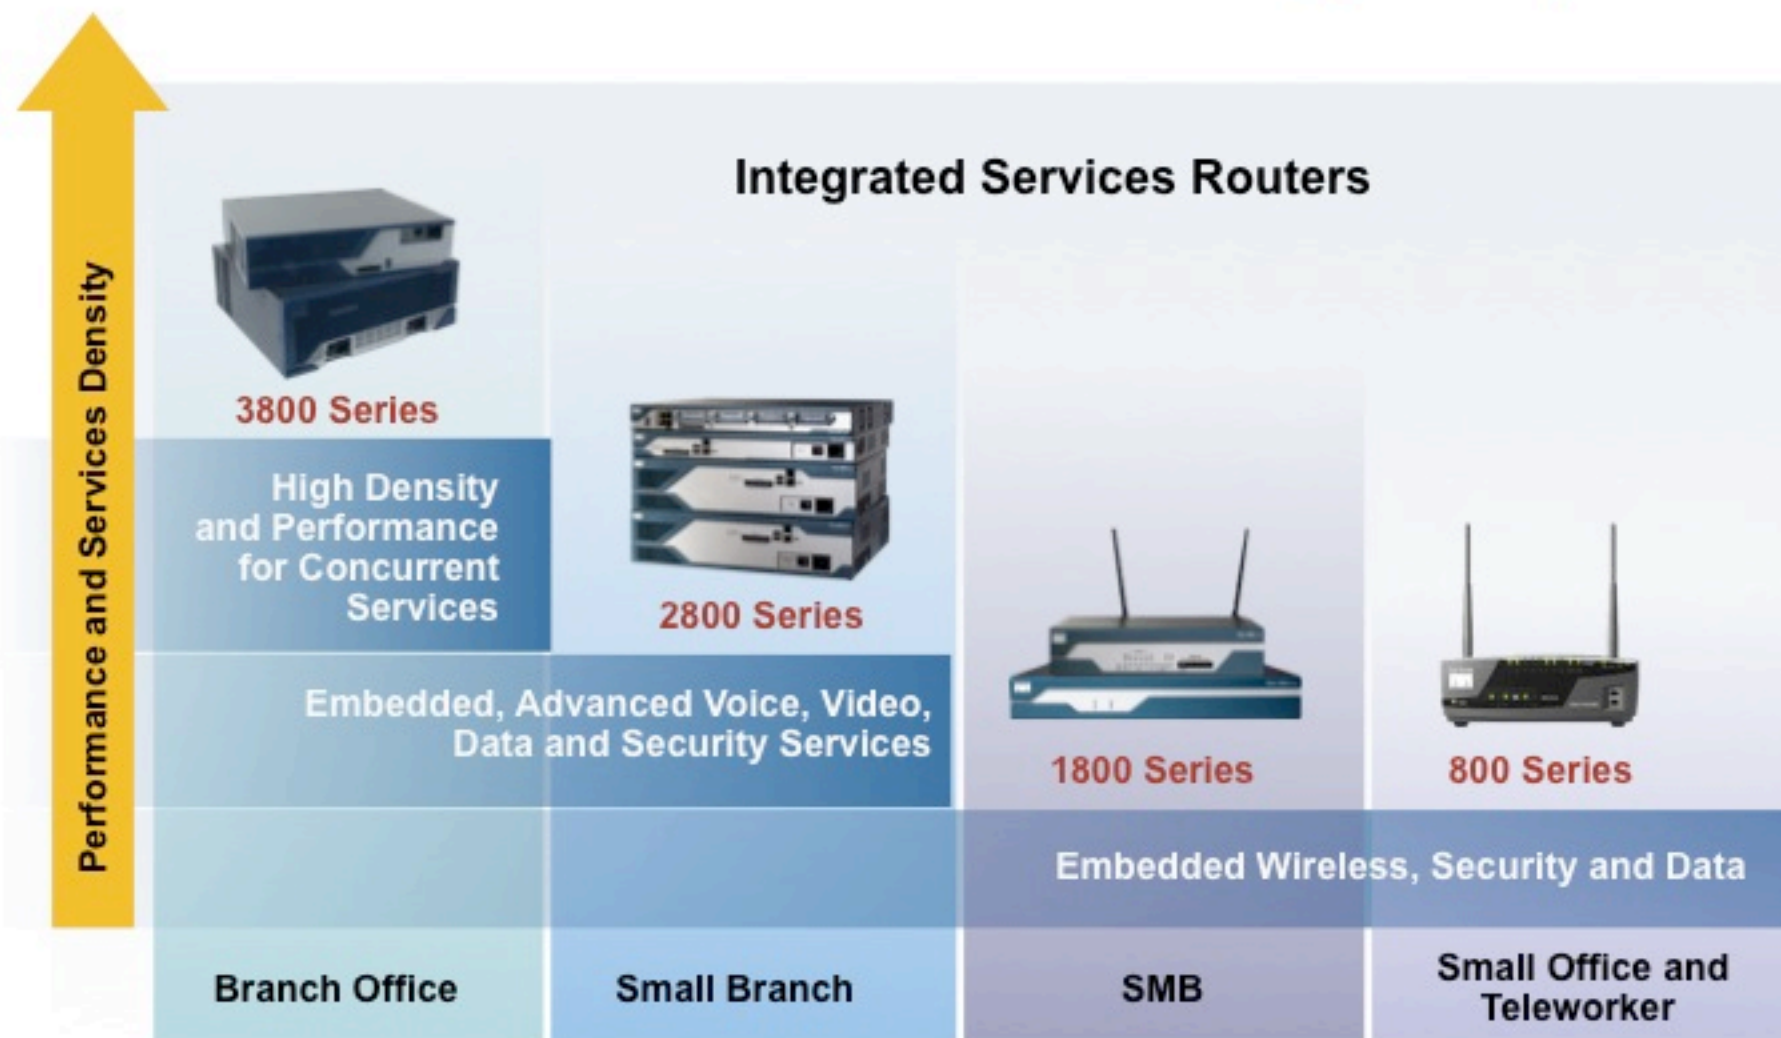 Integrated Services Routers
Performance and Services Density
3800 Series
High Density
and Performance
for Concurrent
Services
2800 Series
Embedded, Advanced Voice, Video,
Data and Security Services
1800 Series
800 Series
Embedded Wireless, Security and Data
Branch Office
Small Branch
SMB
Small Office and
Teleworker